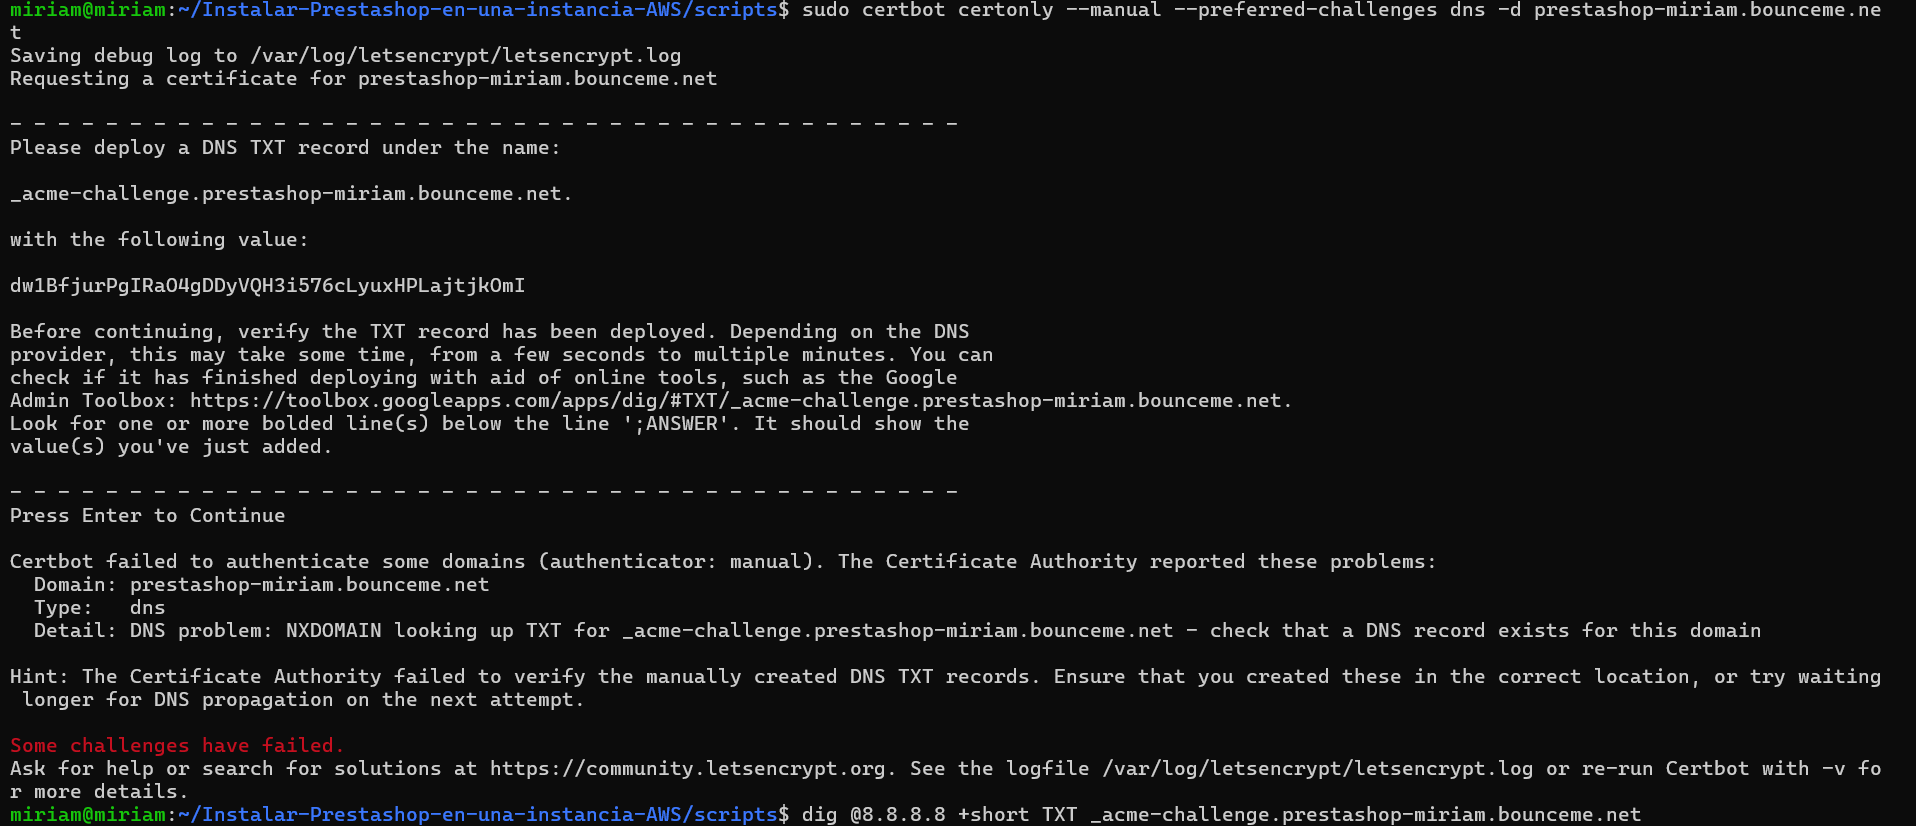 miriam@miriam:~/Instalar-Prestashop-en-una-instancia-AWS/scripts$ sudo certbot certonly --manual --preferred-challenges dns -d prestashop-miriam.bounceme.ne
t
Saving debug log to /var/log/letsencrypt/letsencrypt.log
Requesting a certificate for prestashop-miriam.bounceme.net

- - - - - - - - - - - - - - - - - - - - - - - - - - - - - - - - - - - - - - - -
Please deploy a DNS TXT record under the name:

_acme-challenge.prestashop-miriam.bounceme.net.

with the following value:

dw1BfjurPgIRaO4gDDyVQH3i576cLyuxHPLajtjkOmI

Before continuing, verify the TXT record has been deployed. Depending on the DNS
provider, this may take some time, from a few seconds to multiple minutes. You can
check if it has finished deploying with aid of online tools, such as the Google
Admin Toolbox: https://toolbox.googleapps.com/apps/dig/#TXT/_acme-challenge.prestashop-miriam.bounceme.net.
Look for one or more bolded line(s) below the line ';ANSWER'. It should show the
value(s) you've just added.

- - - - - - - - - - - - - - - - - - - - - - - - - - - - - - - - - - - - - - - -
Press Enter to Continue

Certbot failed to authenticate some domains (authenticator: manual). The Certificate Authority reported these problems:
  Domain: prestashop-miriam.bounceme.net
  Type:   dns
  Detail: DNS problem: NXDOMAIN looking up TXT for _acme-challenge.prestashop-miriam.bounceme.net - check that a DNS record exists for this domain

Hint: The Certificate Authority failed to verify the manually created DNS TXT records. Ensure that you created these in the correct location, or try waiting
 longer for DNS propagation on the next attempt.

Some challenges have failed.
Ask for help or search for solutions at https://community.letsencrypt.org. See the logfile /var/log/letsencrypt/letsencrypt.log or re-run Certbot with -v fo
r more details.
miriam@miriam:~/Instalar-Prestashop-en-una-instancia-AWS/scripts$ dig @8.8.8.8 +short TXT _acme-challenge.prestashop-miriam.bounceme.net